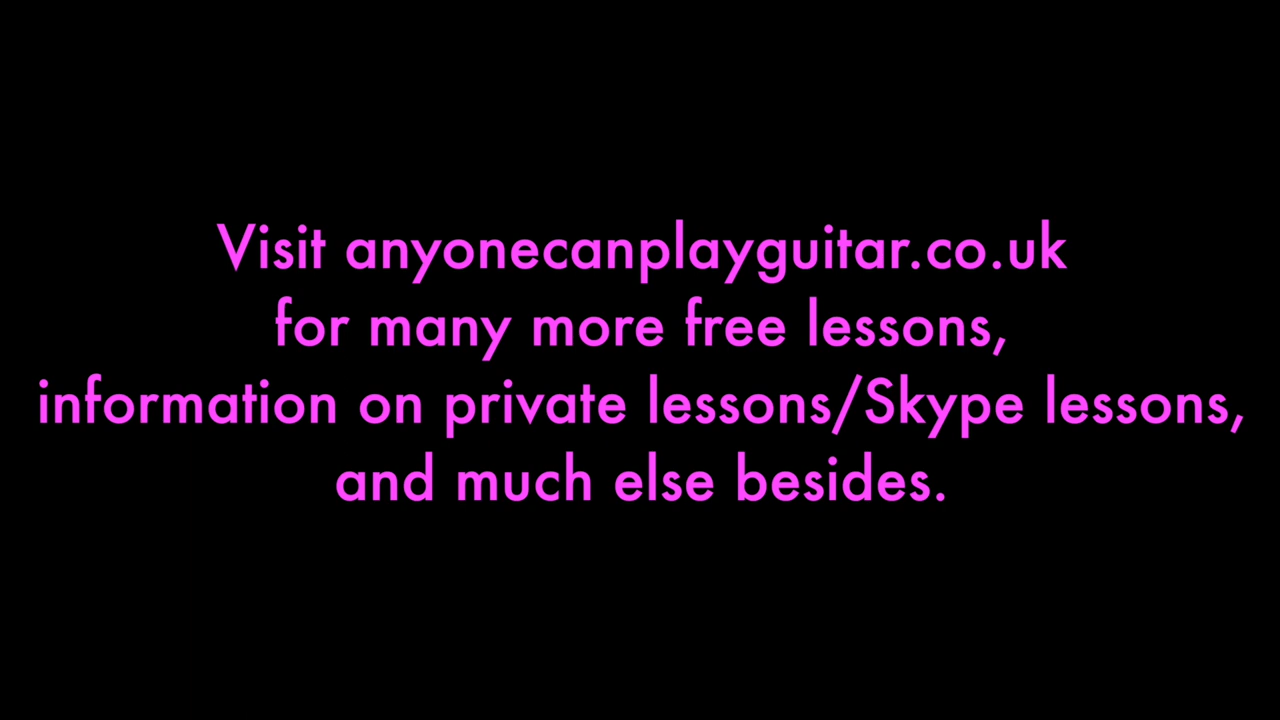 Visit anyonecanplayguitar.co.uk
for many more free lessons,
information on private lessons/Skype lessons,
and much else besides.